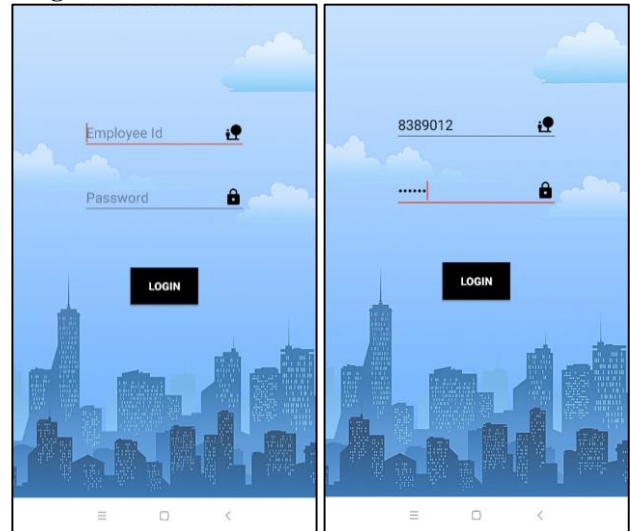 Employee Id
Password
LOGIN
8389012
••••••
LOGIN